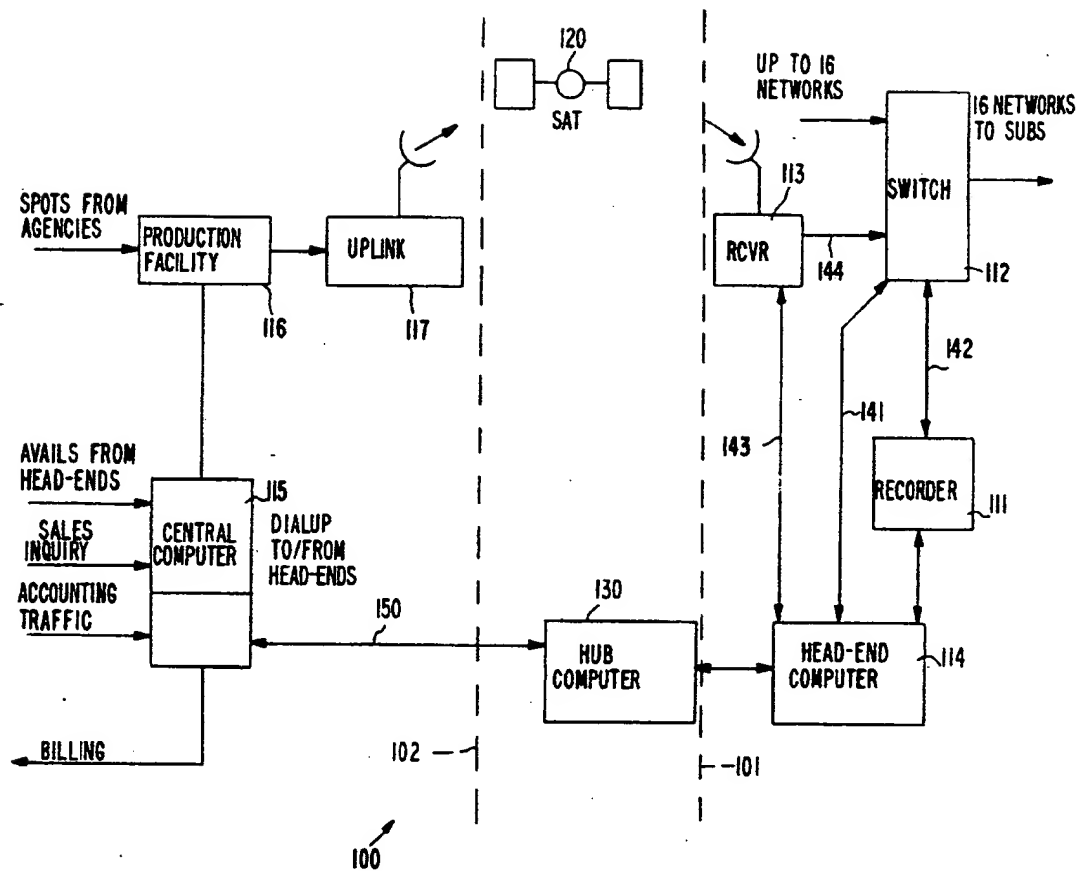 120
SAT
UP TO 16
NETWORKS
16 NETWORKS
TO SUBS
SPOTS FROM
AGENCIES
PRODUCTION
FACILITY
116
UPLINK
117
113
RCVR
144
SWITCH
112
142
141
143
RECORDER
111
AVAILS FROM
HEAD-ENDS
SALES
INQUIRY
ACCOUNTING
TRAFFIC
115
CENTRAL
COMPUTER
DIALUP
TO/FROM
HEAD-ENDS
150
130
HUB
COMPUTER
HEAD-END
COMPUTER
114
BILLING
102
101
100